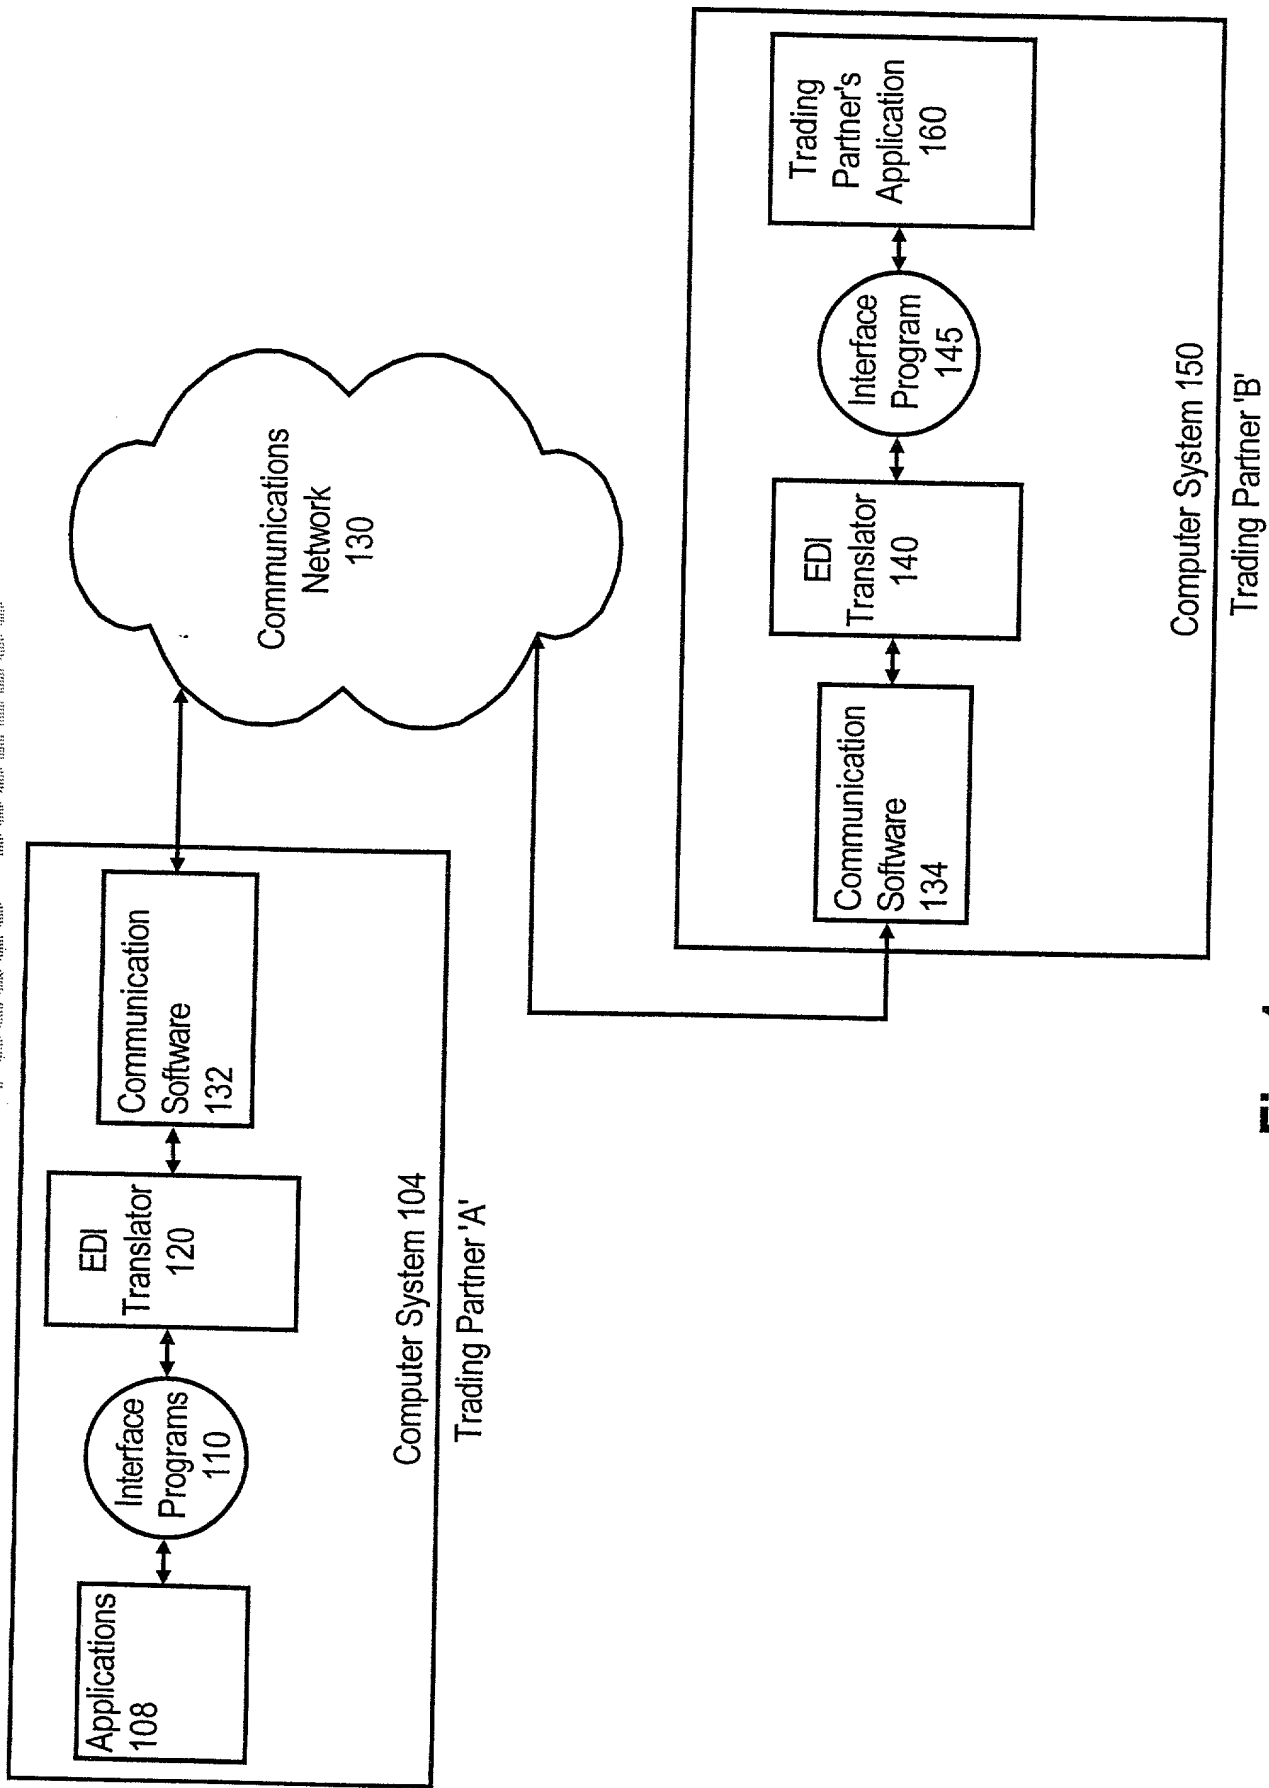 Applications
108
Interface
Programs
110
EDI
Translator
120
Communication
Software
132
Computer System 104
Trading Partner 'A'
Communications
Network
130
Communication
Software
134
EDI
Translator
140
Interface
Program
145
Trading
Partner's
Application
160
Computer System 150
Trading Partner 'B'